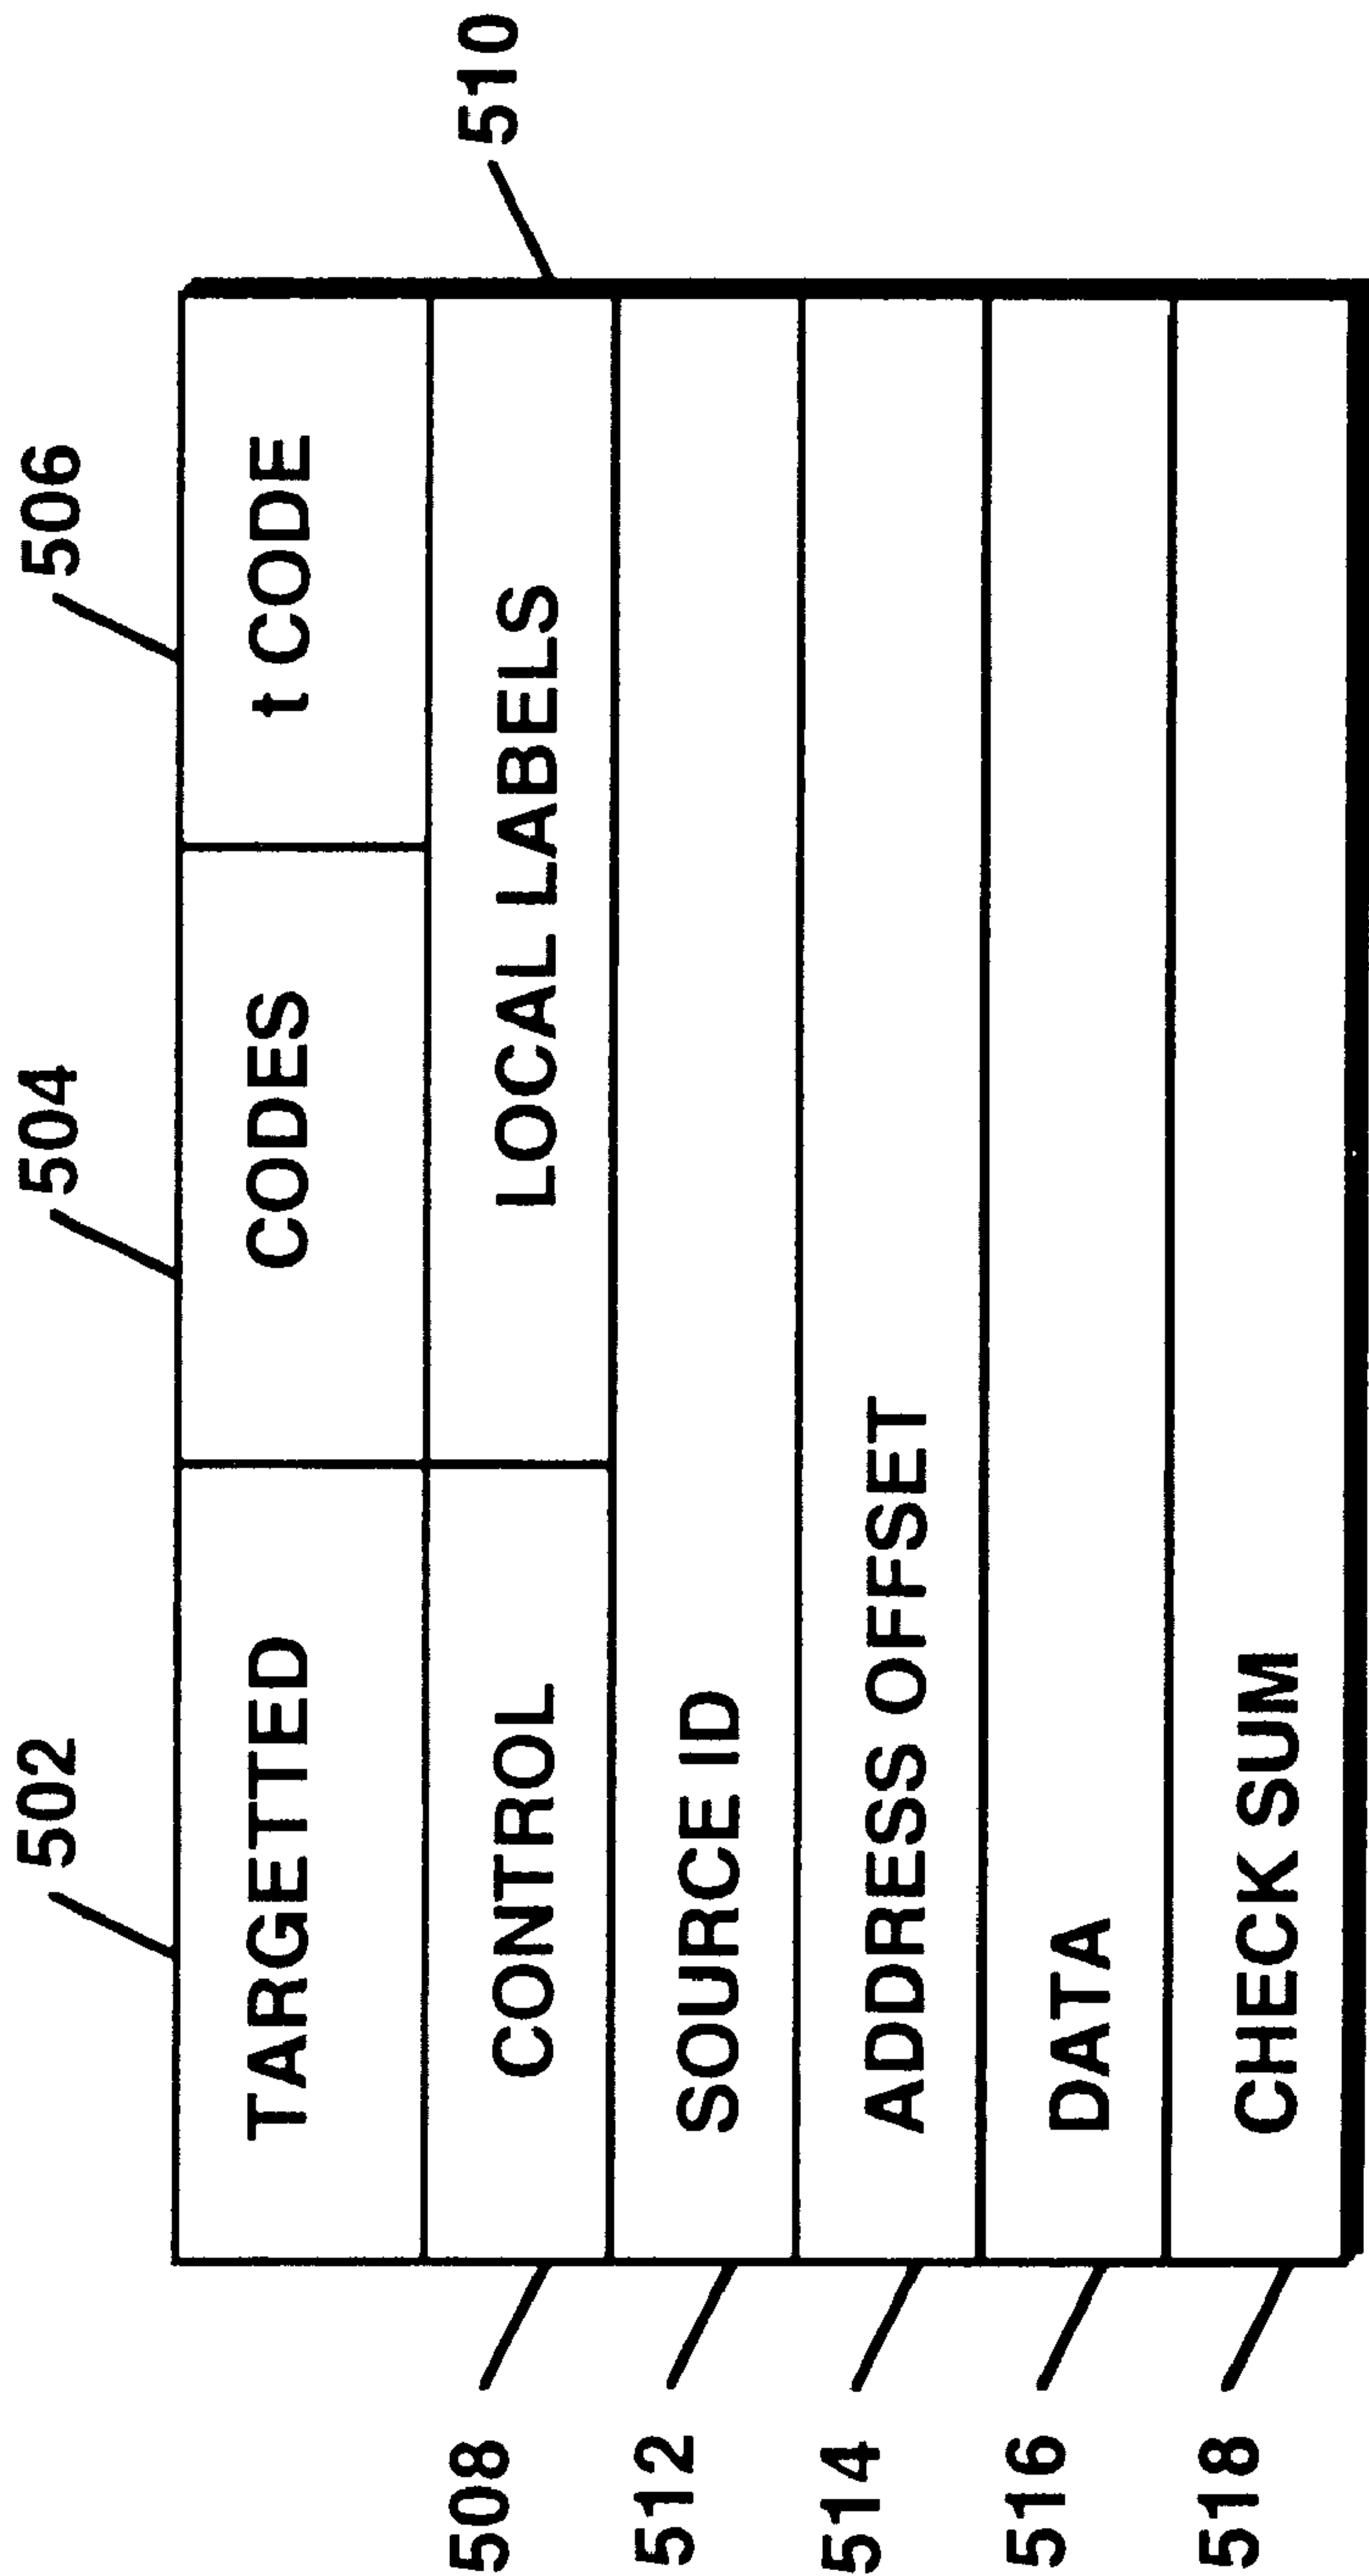 502 504 506
TARGETTED CODES t CODE
508 CONTROL LOCAL LABELS 510
512 SOURCE ID
514 ADDRESS OFFSET
516 DATA
518 CHECK SUM